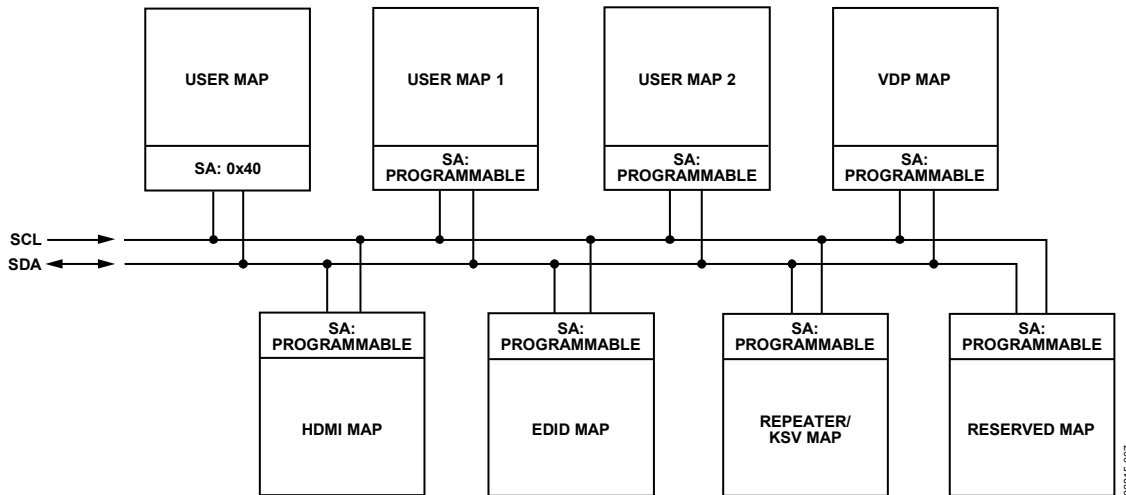 USER MAP
SA: 0x40
USER MAP 1
SA:
PROGRAMMABLE
USER MAP 2
SA:
PROGRAMMABLE
VDP MAP
SA:
PROGRAMMABLE
SCL
SDA
SA:
PROGRAMMABLE
HDMI MAP
SA:
PROGRAMMABLE
EDID MAP
SA:
PROGRAMMABLE
REPEATER/
KSV MAP
SA:
PROGRAMMABLE
RESERVED MAP